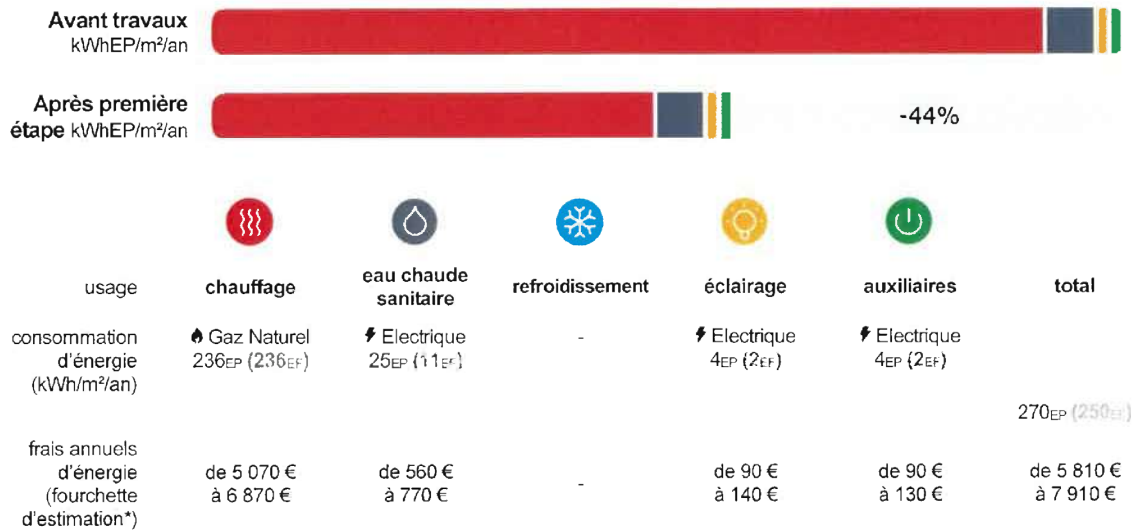 Avant travaux
kWhEP/m²/an
Après première
étape kWhEP/m²/an
-44%
usage
chauffage
eau chaude
sanitaire
refroidissement
éclairage
auxiliaires
total
consommation
d'énergie
(kWh/m²/an)
Gaz Naturel
236EP (236EF)
Electrique
25EP (11EF)
-
Electrique
4EP (2EF)
Electrique
4EP (2EF)
270EP (250EF)
frais annuels
d'énergie
(fourchette
d'estimation*)
de 5 070 €
à 6 870 €
de 560 €
à 770 €
-
de 90 €
à 140 €
de 90 €
à 130 €
de 5 810 €
à 7 910 €